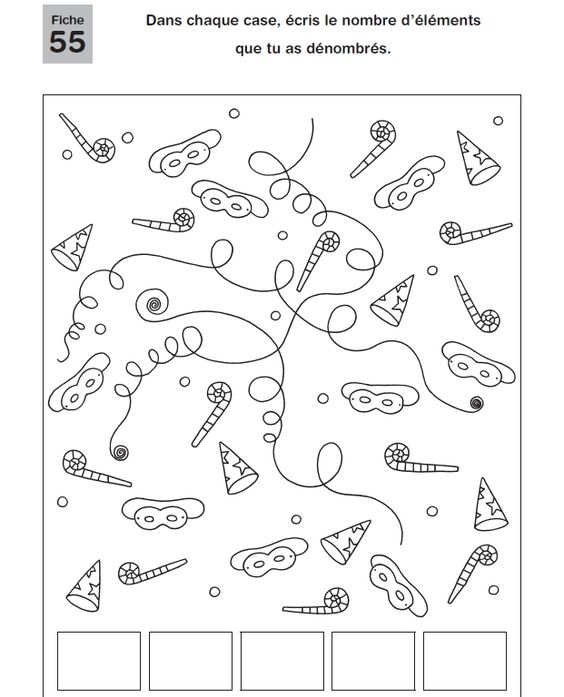 Fiche
55
Dans chaque case, écris le nombre d'éléments
que tu as dénombrés.